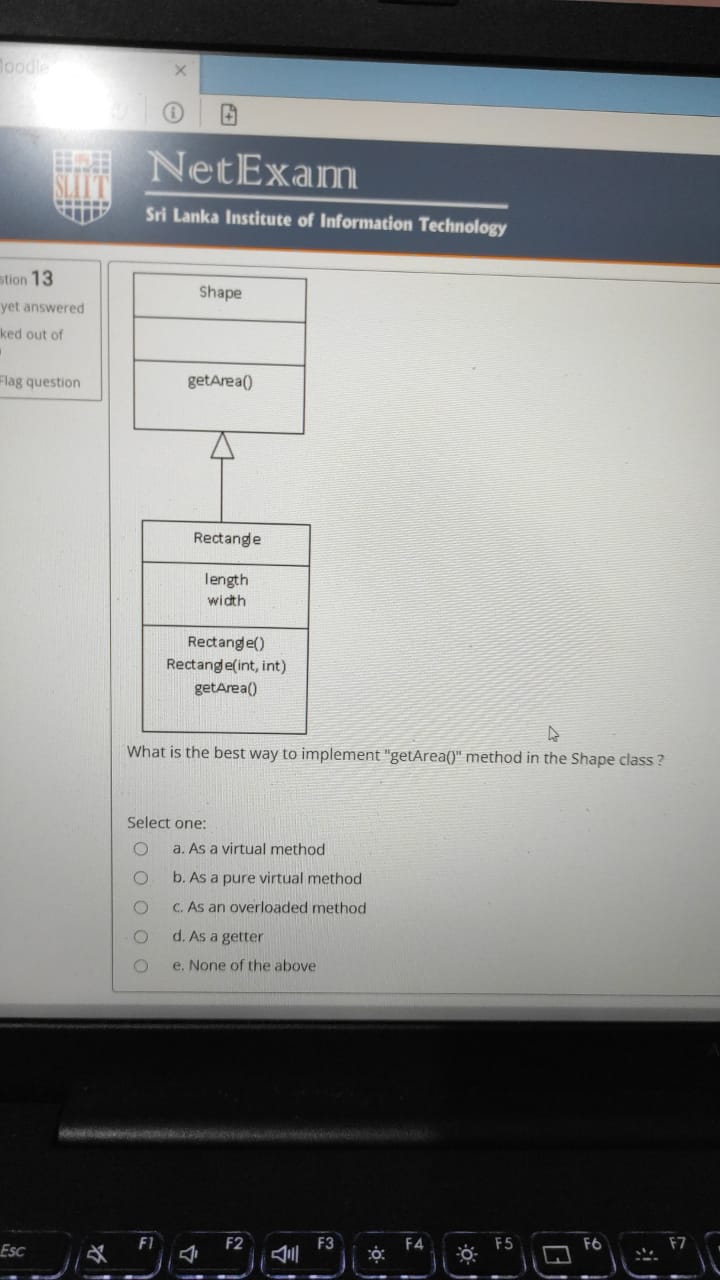 oodle
SLIIT
NetExam
Sri Lanka Institute of Information Technology
stion 13
yet answered
ked out of
Flag question
Shape
getArea()
Rectangle
length
width
Rectangle()
Rectangle(int, int)
getArea()
What is the best way to implement "getArea()" method in the Shape class ?
Select one:
a. As a virtual method
b. As a pure virtual method
c. As an overloaded method
d. As a getter
e. None of the above
Esc F1 F2 F3 F4 F5 F6 F7